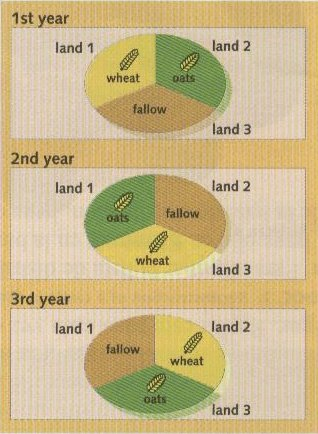 1st year
land 1
land 2
wheat
oats
fallow
land 3
2nd year
land 1
land 2
oats
fallow
wheat
land 3
3rd year
land 1
land 2
fallow
wheat
oats
land 3